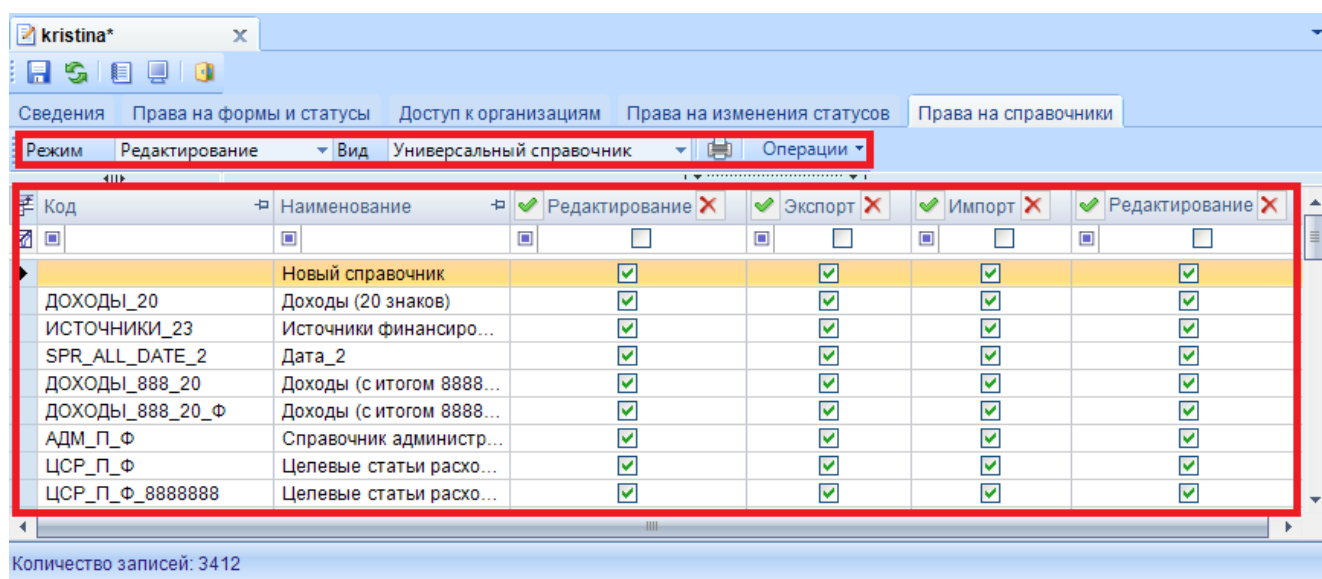 kristina*
Сведения Права на формы и статусы Доступ к организациям Права на изменения статусов Права на справочники
Режим Редактирование Вид Универсальный справочник Операции
Код Наименование Редактирование Экспорт Импорт Редактирование
Новый справочник
ДОХОДЫ_20 Доходы (20 знаков)
ИСТОЧНИКИ_23 Источники финансиро...
SPR_ALL_DATE_2 Дата_2
ДОХОДЫ_888_20 Доходы (с итогом 8888...
ДОХОДЫ_888_20_Ф Доходы (с итогом 8888...
АДМ_П_Ф Справочник администр...
ЦСР_П_Ф Целевые статьи расхо...
ЦСР_П_Ф_8888888 Целевые статьи расхо...
Количество записей: 3412